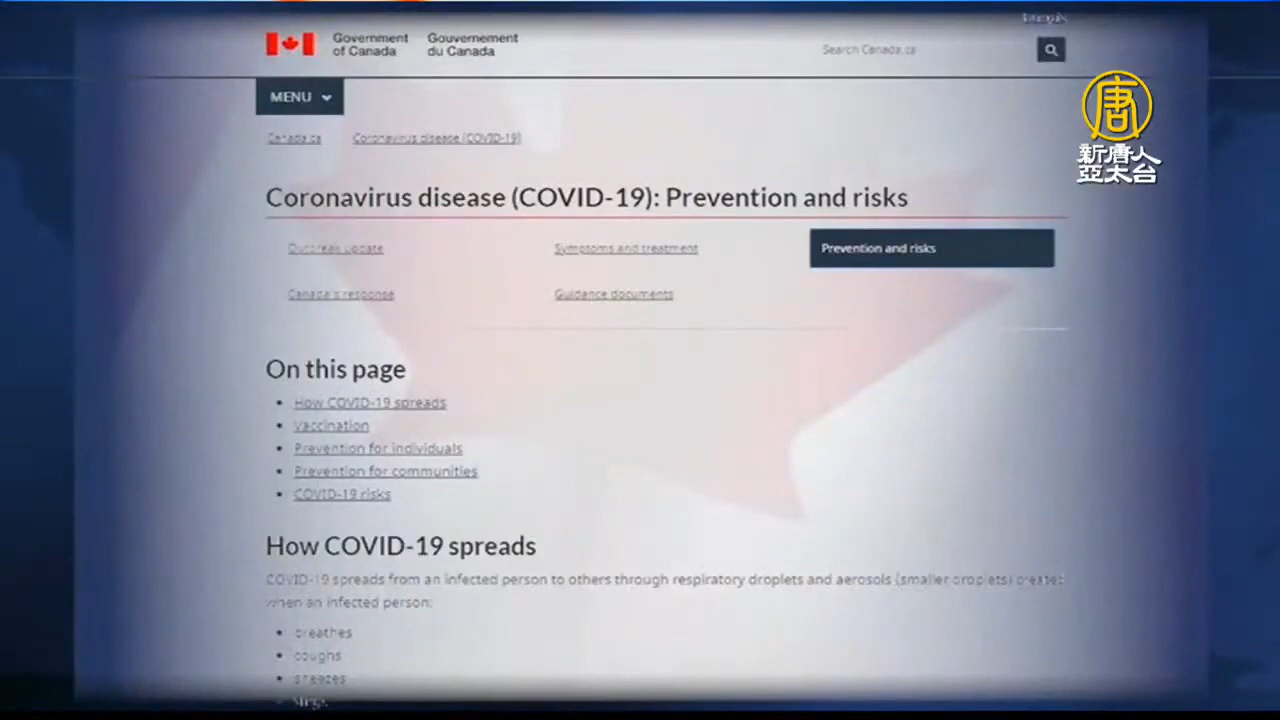 Français
Government
of Canada
Gouvernement
du Canada
Search Canada.ca
MENU
唐
新唐人
亞太台
Canada.ca
Coronavirus disease (COVID-19)
Coronavirus disease (COVID-19): Prevention and risks
Outbreak update
Symptoms and treatment
Prevention and risks
Canada's response
Guidance documents
On this page
• How COVID-19 spreads
• Vaccination
• Prevention for individuals
• Prevention for communities
• COVID-19 risks
How COVID-19 spreads
COVID-19 spreads from an infected person to others through respiratory droplets and aerosols (smaller droplets) created
when an infected person:
• breathes
• coughs
• sneezes
• sings